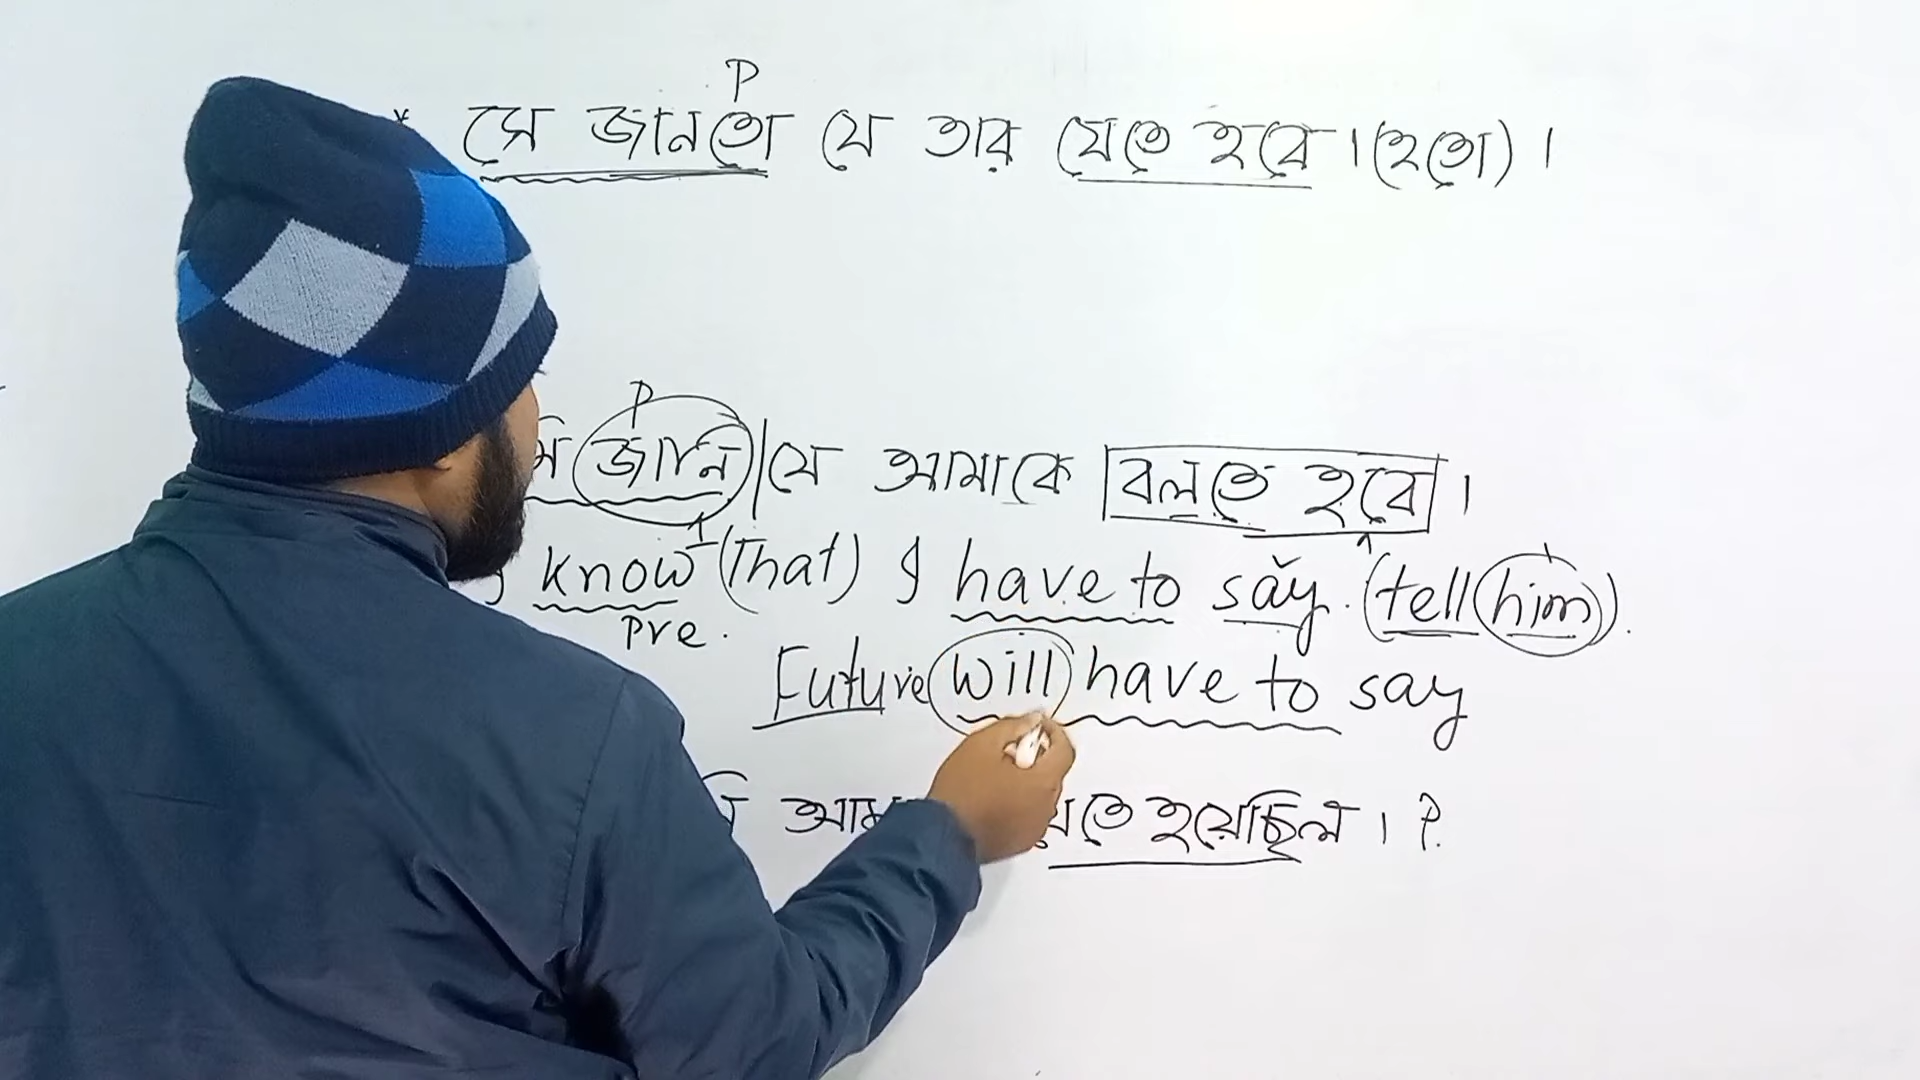 P
* সে জানতো যে তার যেতে হবে । (হতো) ।
P
জানি | যে আমাকে বলতে হবে ।
I know (That) I have to say. (tell him).
pre.
Future will have to say
যেতে হয়েছিল । P.